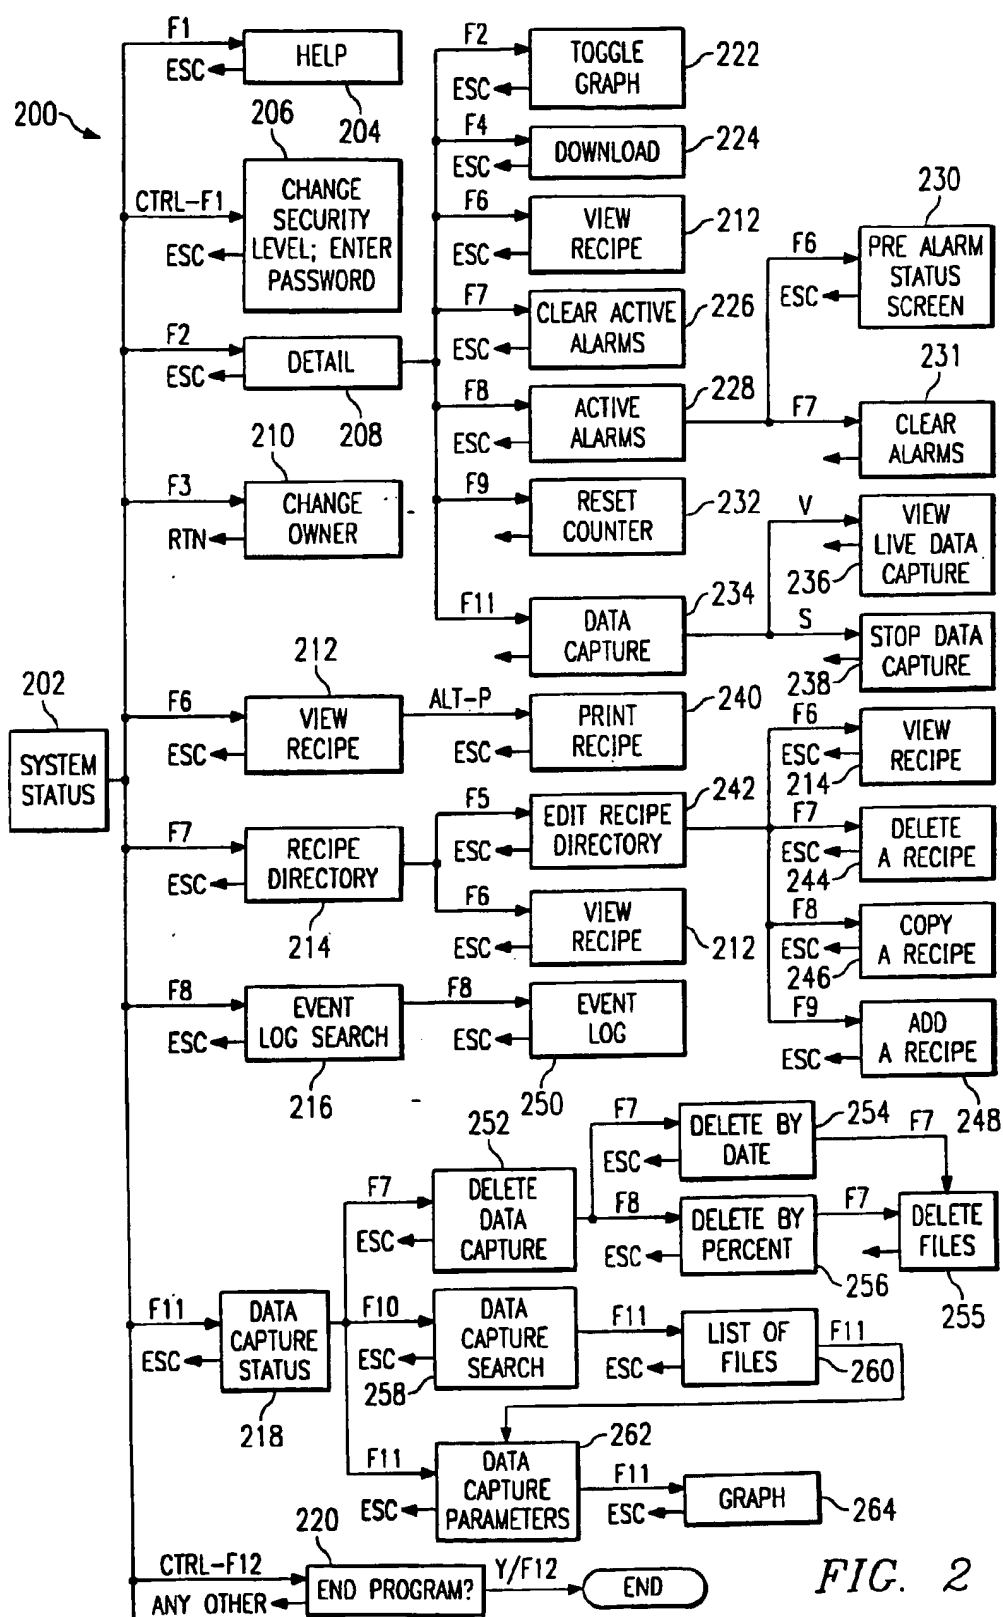 F1
HELP
ESC
204
200
206
CTRL-F1
CHANGE
SECURITY
LEVEL; ENTER
PASSWORD
ESC
F2
DETAIL
ESC
208
210
F3
CHANGE
OWNER
RTN
F2
TOGGLE
GRAPH
222
ESC
F4
DOWNLOAD
224
ESC
F6
VIEW
RECIPE
212
ESC
F7
CLEAR ACTIVE
ALARMS
226
ESC
F8
ACTIVE
ALARMS
228
ESC
F9
RESET
COUNTER
232
F11
DATA
CAPTURE
234
230
F6
PRE ALARM
STATUS
SCREEN
ESC
231
F7
CLEAR
ALARMS
V
VIEW
LIVE DATA
CAPTURE
236
S
STOP DATA
CAPTURE
238
202
SYSTEM
STATUS
212
F6
VIEW
RECIPE
ESC
ALT-P
PRINT
RECIPE
240
ESC
F7
RECIPE
DIRECTORY
ESC
214
F5
EDIT RECIPE
DIRECTORY
242
ESC
F6
VIEW
RECIPE
212
ESC
F6
VIEW
RECIPE
ESC
214
F7
DELETE
A RECIPE
ESC
244
F8
COPY
A RECIPE
ESC
246
F9
ADD
A RECIPE
ESC
248
F8
EVENT
LOG SEARCH
ESC
216
F8
EVENT
LOG
ESC
250
F11
DATA
CAPTURE
STATUS
ESC
218
252
F7
DELETE
DATA
CAPTURE
ESC
F7
DELETE BY
DATE
254
ESC
F7
F8
DELETE BY
PERCENT
ESC
256
F7
DELETE
FILES
255
F10
DATA
CAPTURE
SEARCH
ESC
258
F11
LIST OF
FILES
ESC
260
F11
F11
DATA
CAPTURE
PARAMETERS
262
ESC
F11
GRAPH
ESC
264
220
CTRL-F12
END PROGRAM?
ANY OTHER
Y/F12
END
FIG. 2